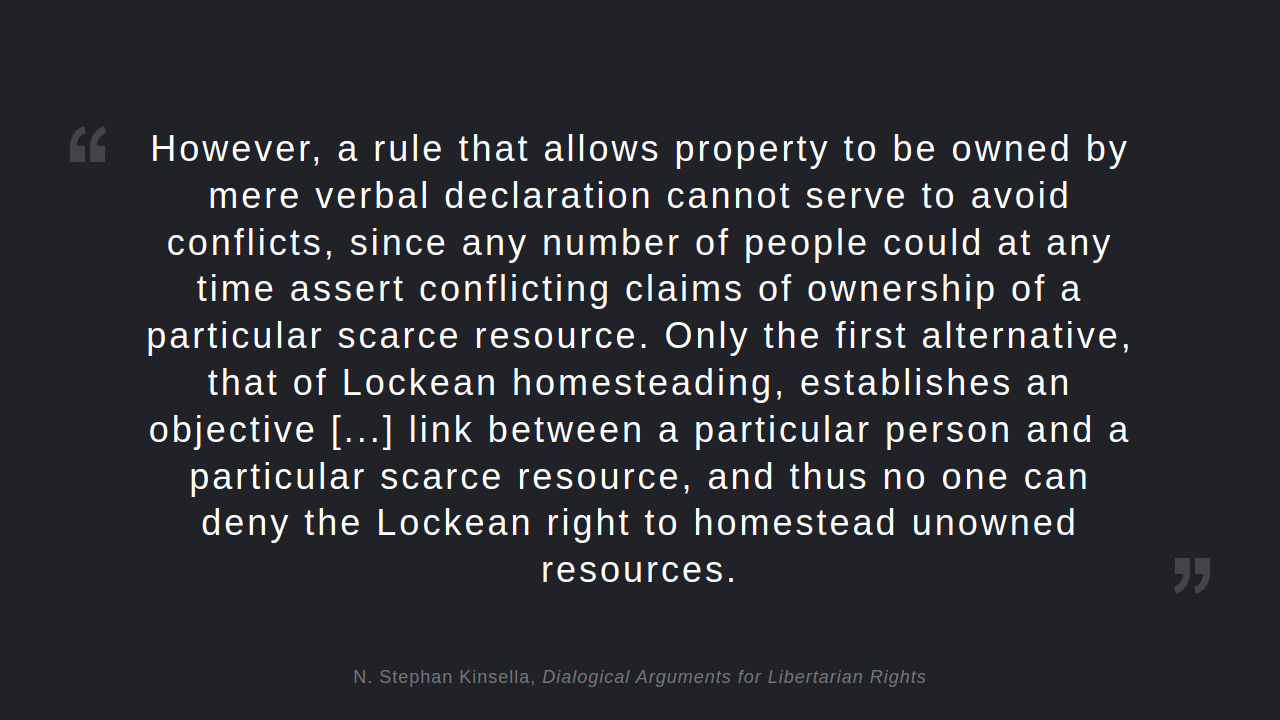 “
However, a rule that allows property to be owned by
mere verbal declaration cannot serve to avoid
conflicts, since any number of people could at any
time assert conflicting claims of ownership of a
particular scarce resource. Only the first alternative,
that of Lockean homesteading, establishes an
objective [...] link between a particular person and a
particular scarce resource, and thus no one can
deny the Lockean right to homestead unowned
resources.
”
N. Stephan Kinsella, Dialogical Arguments for Libertarian Rights